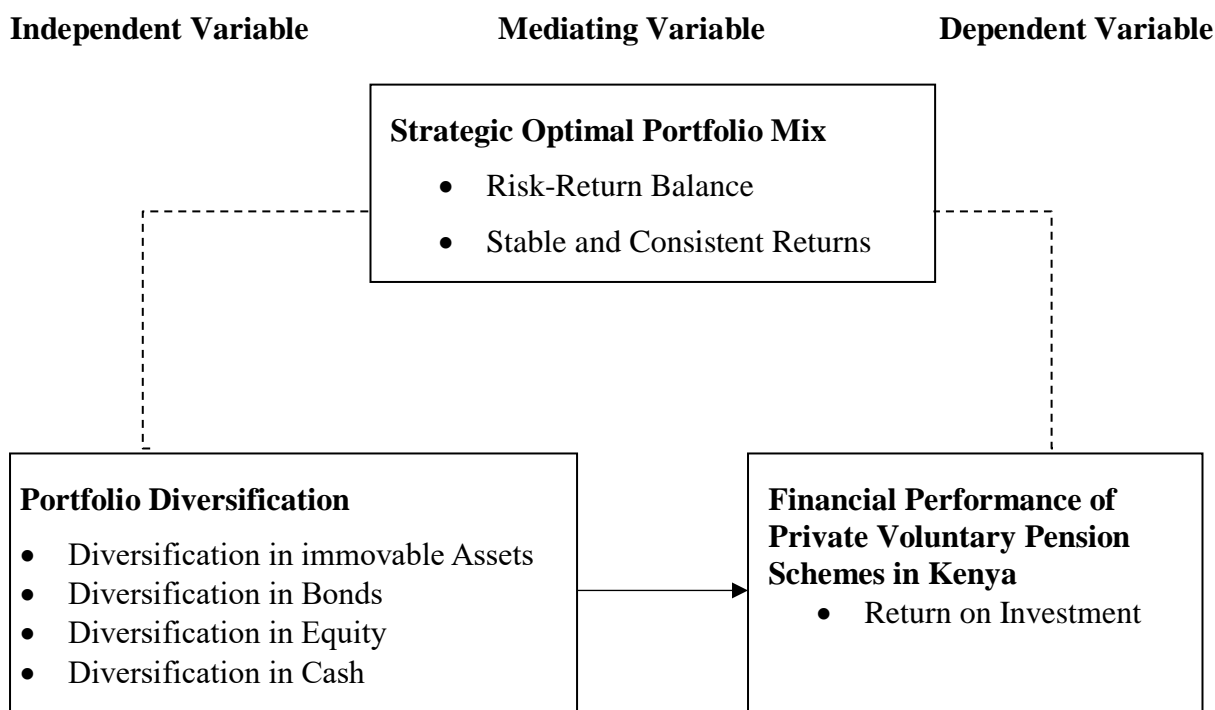 Independent Variable
Mediating Variable
Dependent Variable
Strategic Optimal Portfolio Mix
• Risk-Return Balance
• Stable and Consistent Returns
Portfolio Diversification
• Diversification in immovable Assets
• Diversification in Bonds
• Diversification in Equity
• Diversification in Cash
Financial Performance of
Private Voluntary Pension
Schemes in Kenya
• Return on Investment